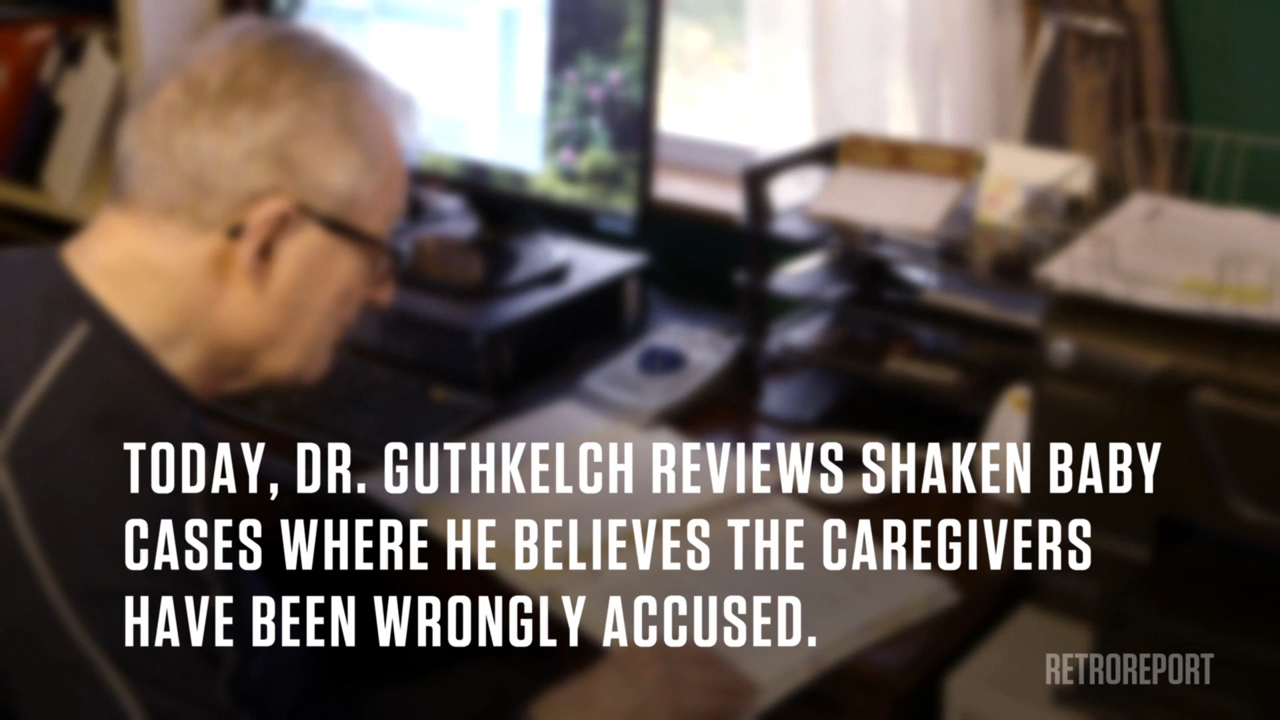 TODAY, DR. GUTHKELCH REVIEWS SHAKEN BABY
CASES WHERE HE BELIEVES THE CAREGIVERS
HAVE BEEN WRONGLY ACCUSED.
RETROREPORT